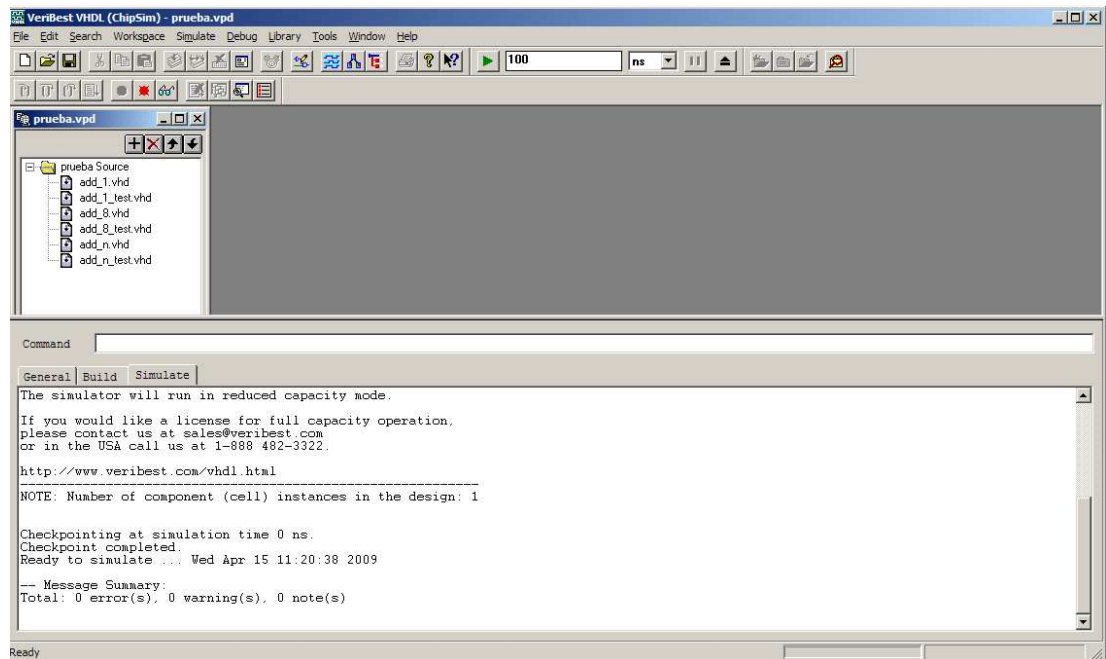 VeriBest VHDL (ChipSim) - prueba.vpd
File Edit Search Workspace Simulate Debug Library Tools Window Help
100 ns
prueba.vpd
prueba Source
add_1.vhd
add_1_test.vhd
add_8.vhd
add_8_test.vhd
add_n.vhd
add_n_test.vhd
Command
General Build Simulate
The simulator will run in reduced capacity mode.
If you would like a license for full capacity operation,
please contact us at sales@veribest.com
or in the USA call us at 1-888 482-3322.
http://www.veribest.com/vhdl.html
------------------------------------------------------------
NOTE: Number of component (cell) instances in the design: 1
Checkpointing at simulation time 0 ns.
Checkpoint completed.
Ready to simulate ... Wed Apr 15 11:20:38 2009
-- Message Summary:
Total: 0 error(s), 0 warning(s), 0 note(s)
Ready